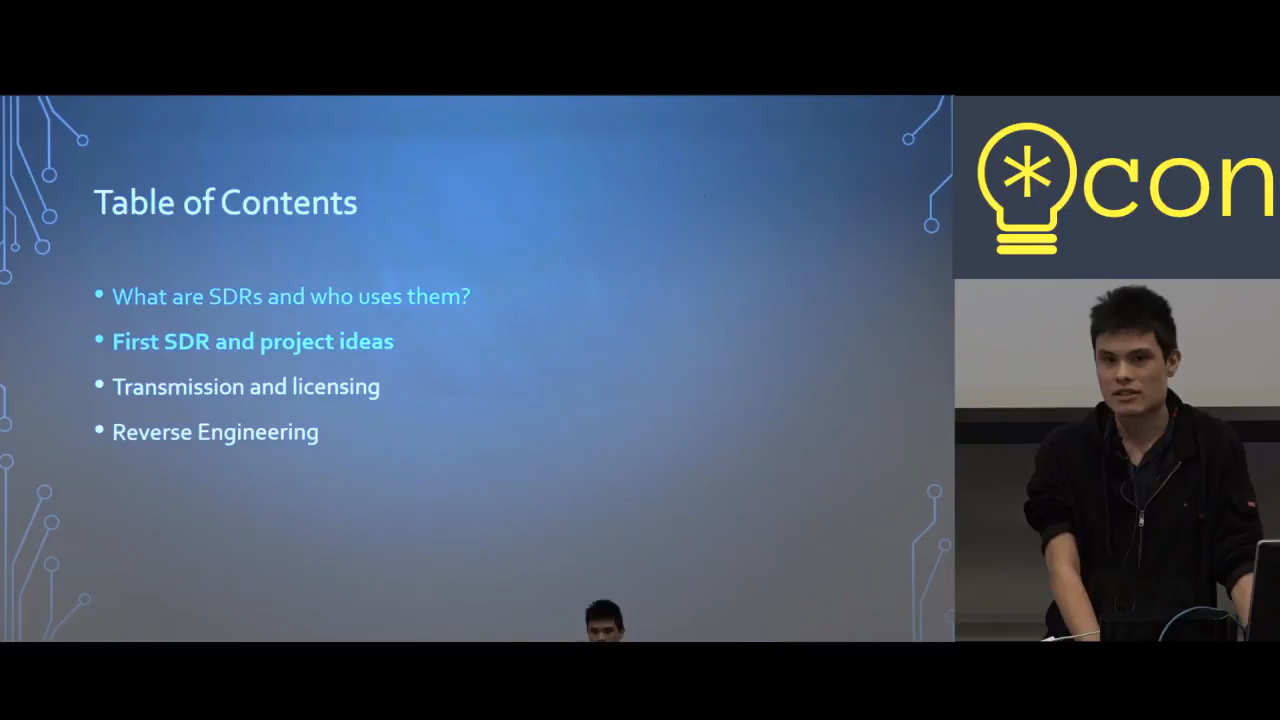 Table of Contents
• What are SDRs and who uses them?
• First SDR and project ideas
• Transmission and licensing
• Reverse Engineering
*con